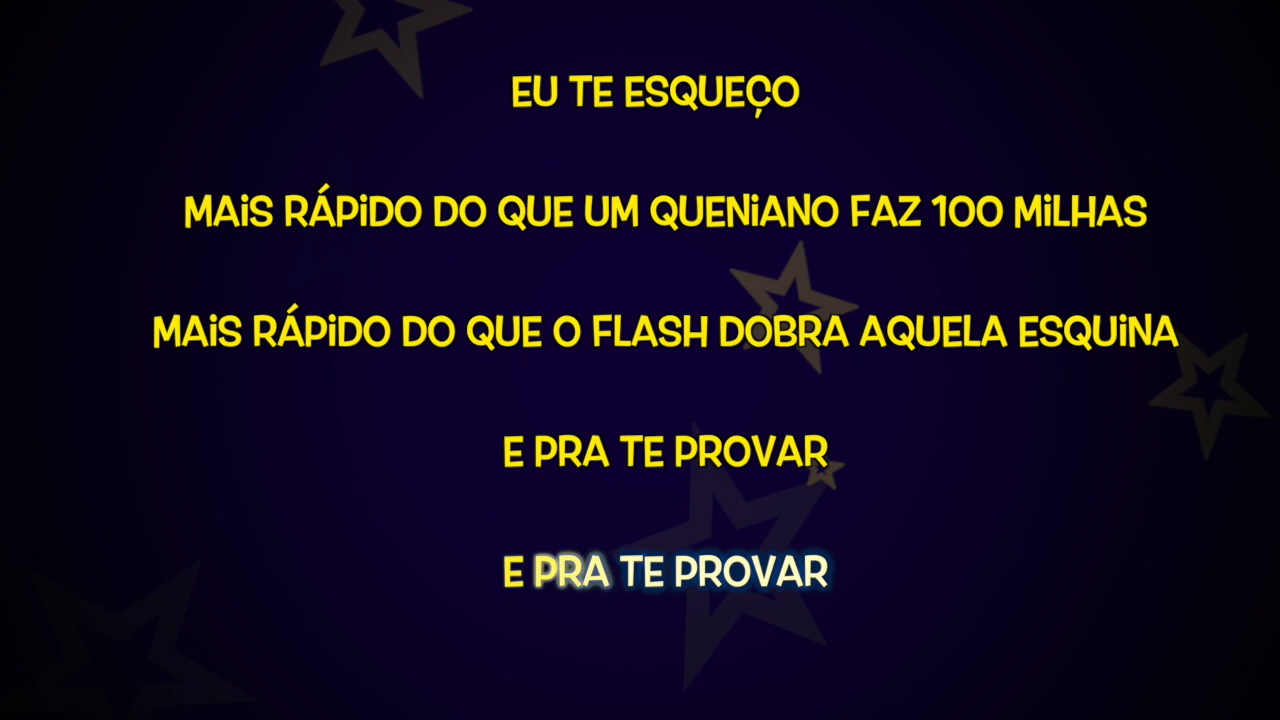 EU TE ESQUEÇO
MAiS RÁPiDO DO QUE UM QUENiANO FAZ 100 MiLHAS
MAiS RÁPiDO DO QUE O FLASH DOBRA AQUELA ESQUiNA
E PRA TE PROVAR
E PRA TE PROVAR